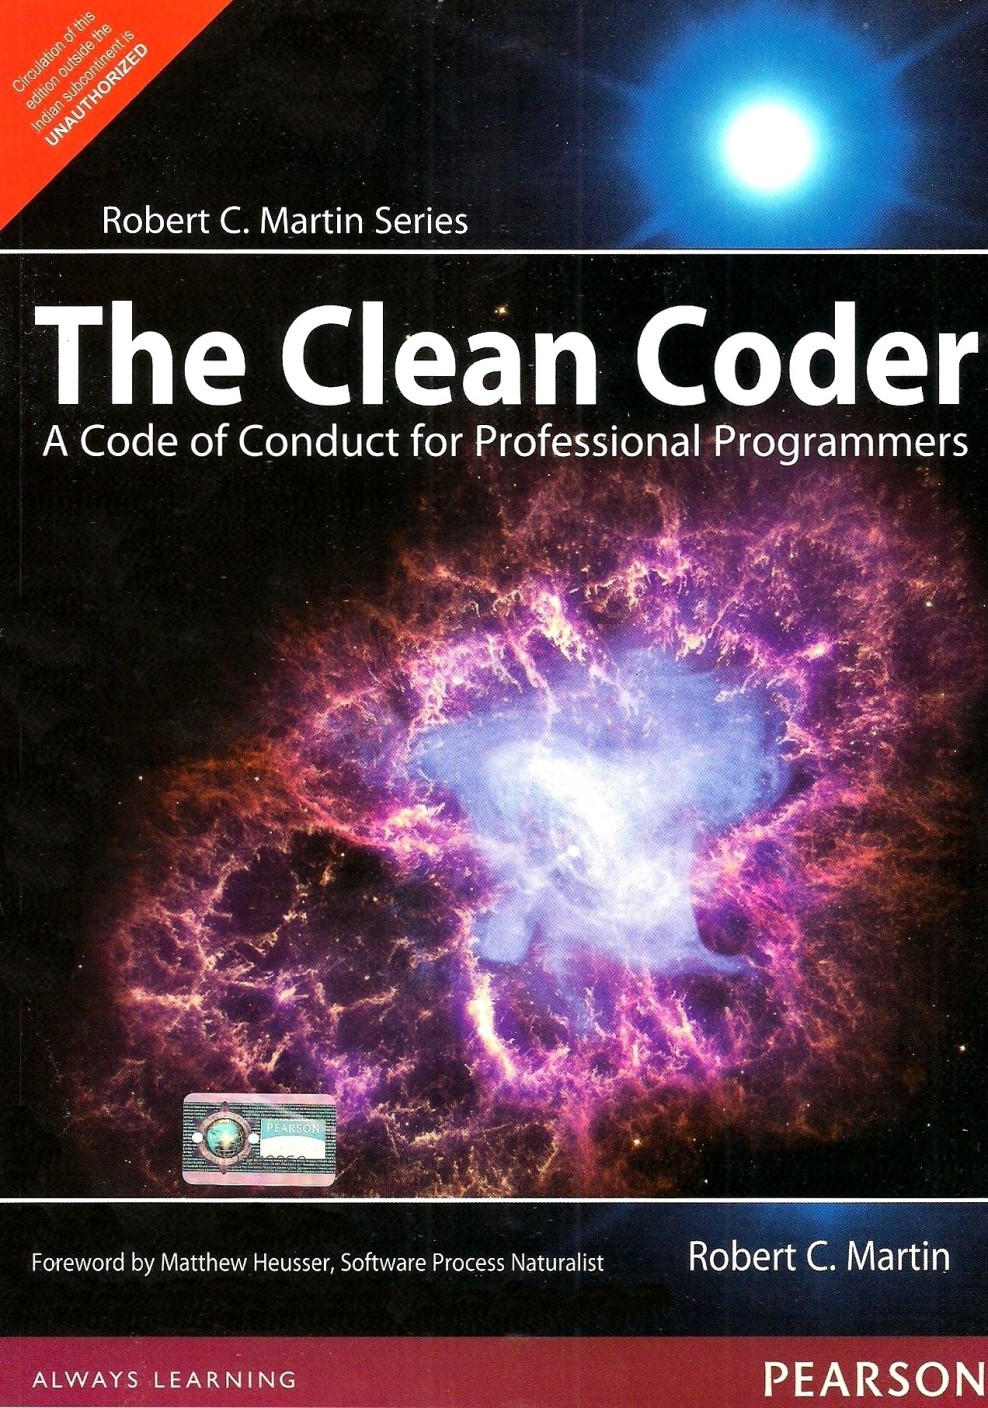 Circulation of this
edition outside the
Indian subcontinent is
UNAUTHORIZED
Robert C. Martin Series
The Clean Coder
A Code of Conduct for Professional Programmers
PEARSON
Foreword by Matthew Heusser, Software Process Naturalist
Robert C. Martin
ALWAYS LEARNING
PEARSON